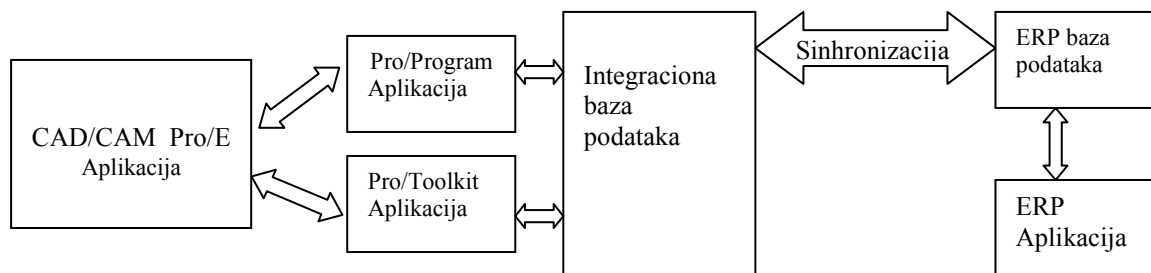 CAD/CAM Pro/E
Aplikacija
Pro/Program
Aplikacija
Pro/Toolkit
Aplikacija
Integraciona
baza
podataka
Sinhronizacija
ERP baza
podataka
ERP
Aplikacija